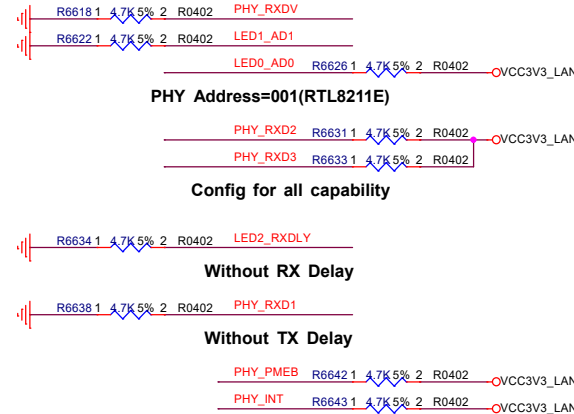 R6618 1 4.7K 5% 2 R0402 PHY_RXDV
R6622 1 4.7K 5% 2 R0402 LED1_AD1
LED0_AD0 R6626 1 4.7K 5% 2 R0402 VCC3V3_LAN
PHY Address=001(RTL8211E)
PHY_RXD2 R6631 1 4.7K 5% 2 R0402 VCC3V3_LAN
PHY_RXD3 R6633 1 4.7K 5% 2 R0402
Config for all capability
R6634 1 4.7K 5% 2 R0402 LED2_RXDLY
Without RX Delay
R6638 1 4.7K 5% 2 R0402 PHY_RXD1
Without TX Delay
PHY_PMEB R6642 1 4.7K 5% 2 R0402 VCC3V3_LAN
PHY_INT R6643 1 4.7K 5% 2 R0402 VCC3V3_LAN